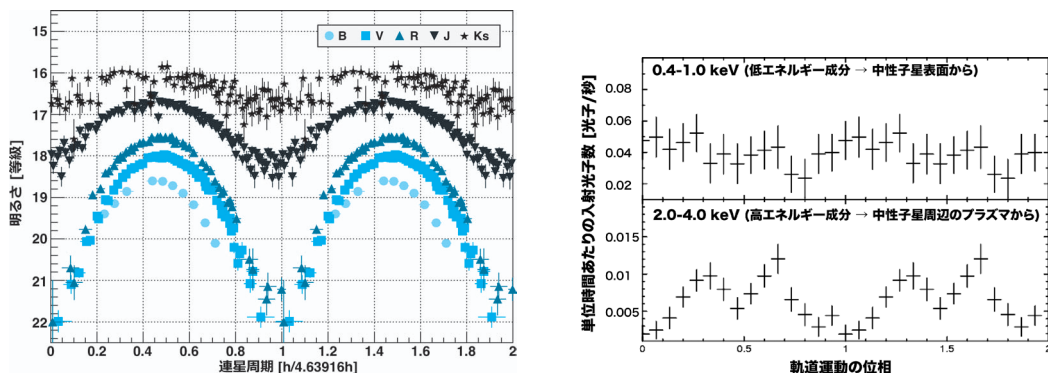 B V R J Ks
15
16
17
18
19
20
21
22
明るさ [等級]
0 0.2 0.4 0.6 0.8 1 1.2 1.4 1.6 1.8 2
連星周期 [h/4.63916h]
0.4-1.0 keV (低エネルギー成分 → 中性子星表面から)
0.08
0.06
0.04
0.02
2.0-4.0 keV (高エネルギー成分 → 中性子星周辺のプラズマから)
0.015
0.01
0.005
単位時間あたりの入射光子数 [光子/秒]
0 0.5 1 1.5 2
軌道運動の位相